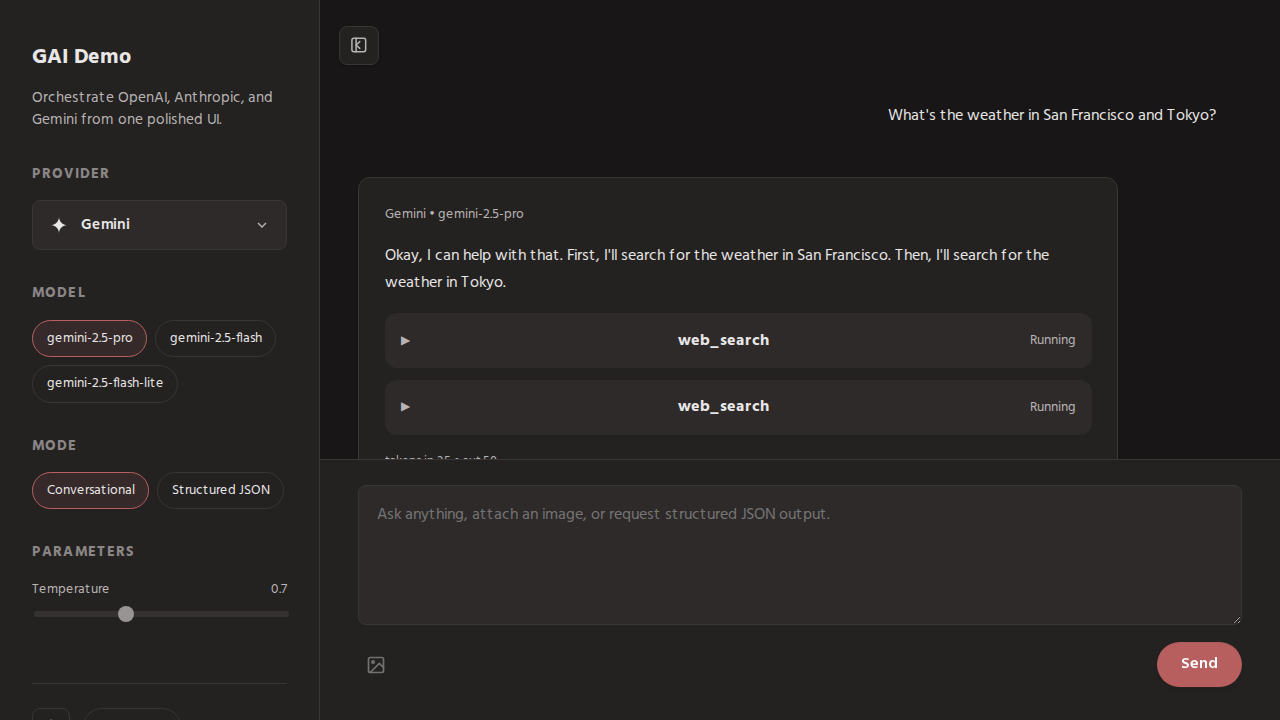 GAI Demo
Orchestrate OpenAI, Anthropic, and
Gemini from one polished UI.
PROVIDER
Gemini
MODEL
gemini-2.5-pro
gemini-2.5-flash
gemini-2.5-flash-lite
MODE
Conversational
Structured JSON
PARAMETERS
Temperature
0.7
What's the weather in San Francisco and Tokyo?
Gemini • gemini-2.5-pro
Okay, I can help with that. First, I'll search for the weather in San Francisco. Then, I'll search for the
weather in Tokyo.
▶ web_search Running
▶ web_search Running
Ask anything, attach an image, or request structured JSON output.
Send